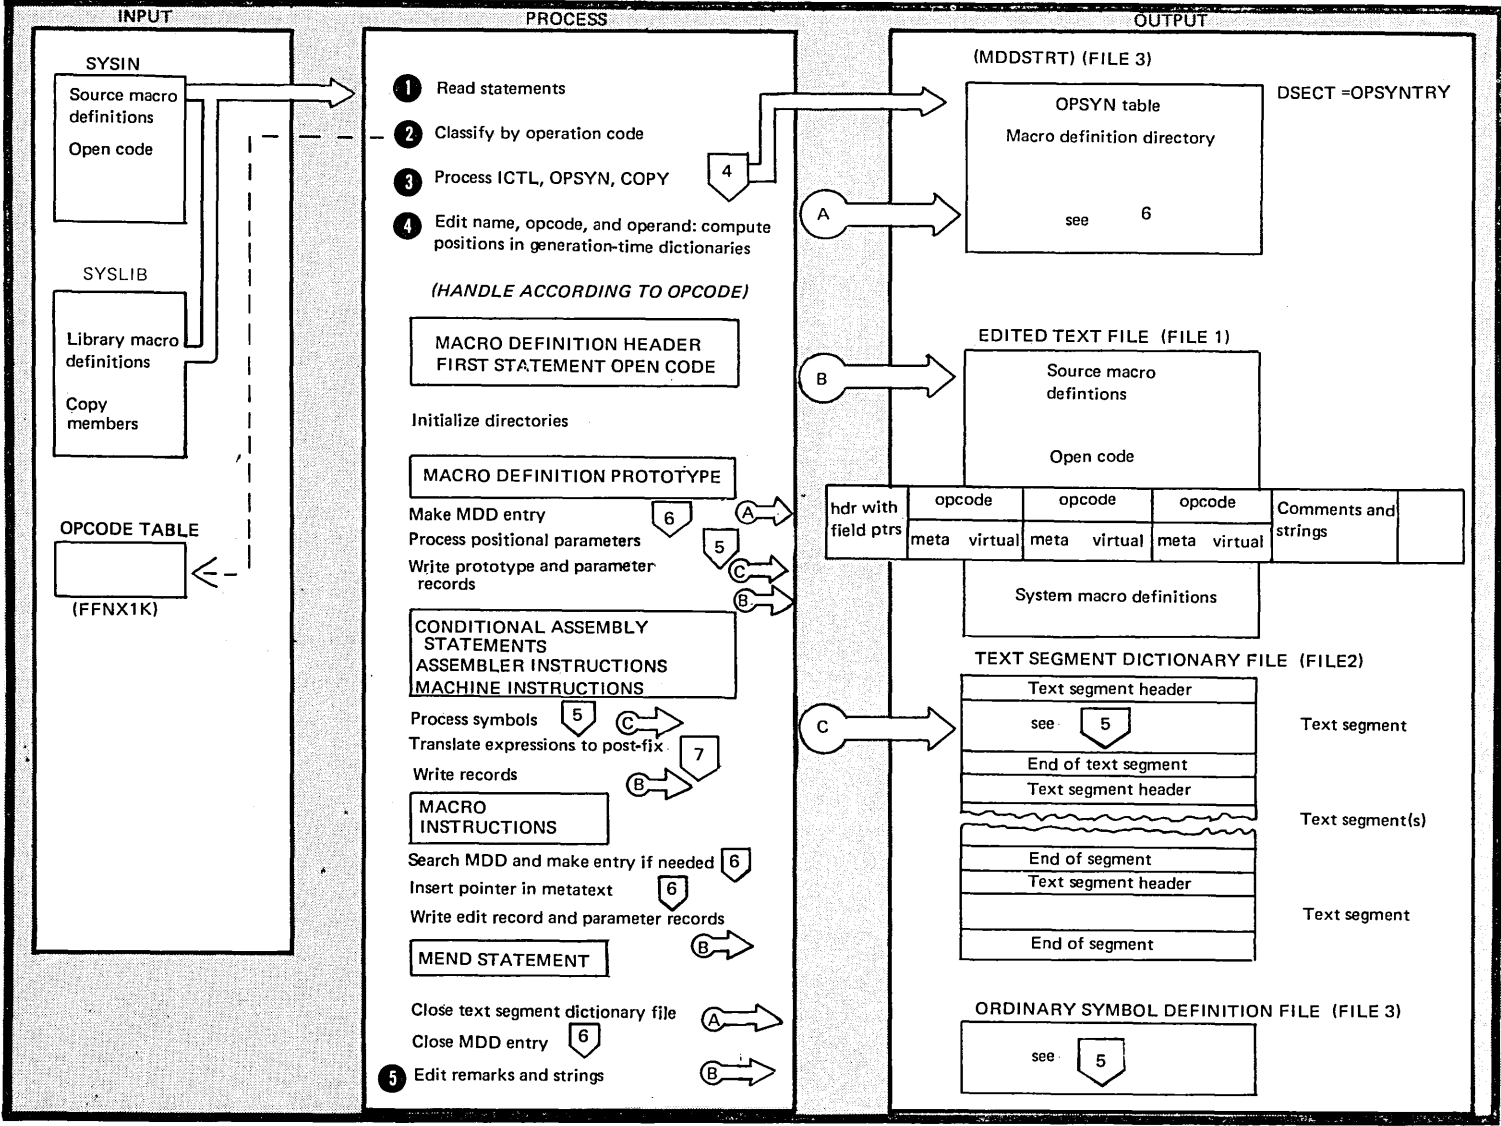 INPUT
SYSIN
Source macro
definitions
Open code
SYSLIB
Library macro
definitions
Copy
members
OPCODE TABLE
(FFNX1K)
PROCESS
1 Read statements
2 Classify by operation code
3 Process ICTL, OPSYN, COPY
4
4 Edit name, opcode, and operand: compute
positions in generation-time dictionaries
(HANDLE ACCORDING TO OPCODE)
MACRO DEFINITION HEADER
FIRST STATEMENT OPEN CODE
Initialize directories
MACRO DEFINITION PROTOTYPE
Make MDD entry 6 A
Process positional parameters 5
Write prototype and parameter C
records
B
CONDITIONAL ASSEMBLY
STATEMENTS
ASSEMBLER INSTRUCTIONS
MACHINE INSTRUCTIONS
Process symbols 5 C
Translate expressions to post-fix 7
Write records B
MACRO
INSTRUCTIONS
Search MDD and make entry if needed 6
Insert pointer in metatext 6
Write edit record and parameter records
B
MEND STATEMENT
Close text segment dictionary file A
Close MDD entry 6
5 Edit remarks and strings B
OUTPUT
(MDDSTRT) (FILE 3)
OPSYN table
DSECT =OPSYNTRY
Macro definition directory
A
see 6
EDITED TEXT FILE (FILE 1)
B
Source macro
defintions
Open code
hdr with
field ptrs
opcode
meta virtual
opcode
meta virtual
opcode
meta virtual
Comments and
strings
System macro definitions
TEXT SEGMENT DICTIONARY FILE (FILE2)
Text segment header
C
see 5
Text segment
End of text segment
Text segment header
Text segment(s)
End of segment
Text segment header
Text segment
End of segment
ORDINARY SYMBOL DEFINITION FILE (FILE 3)
see 5